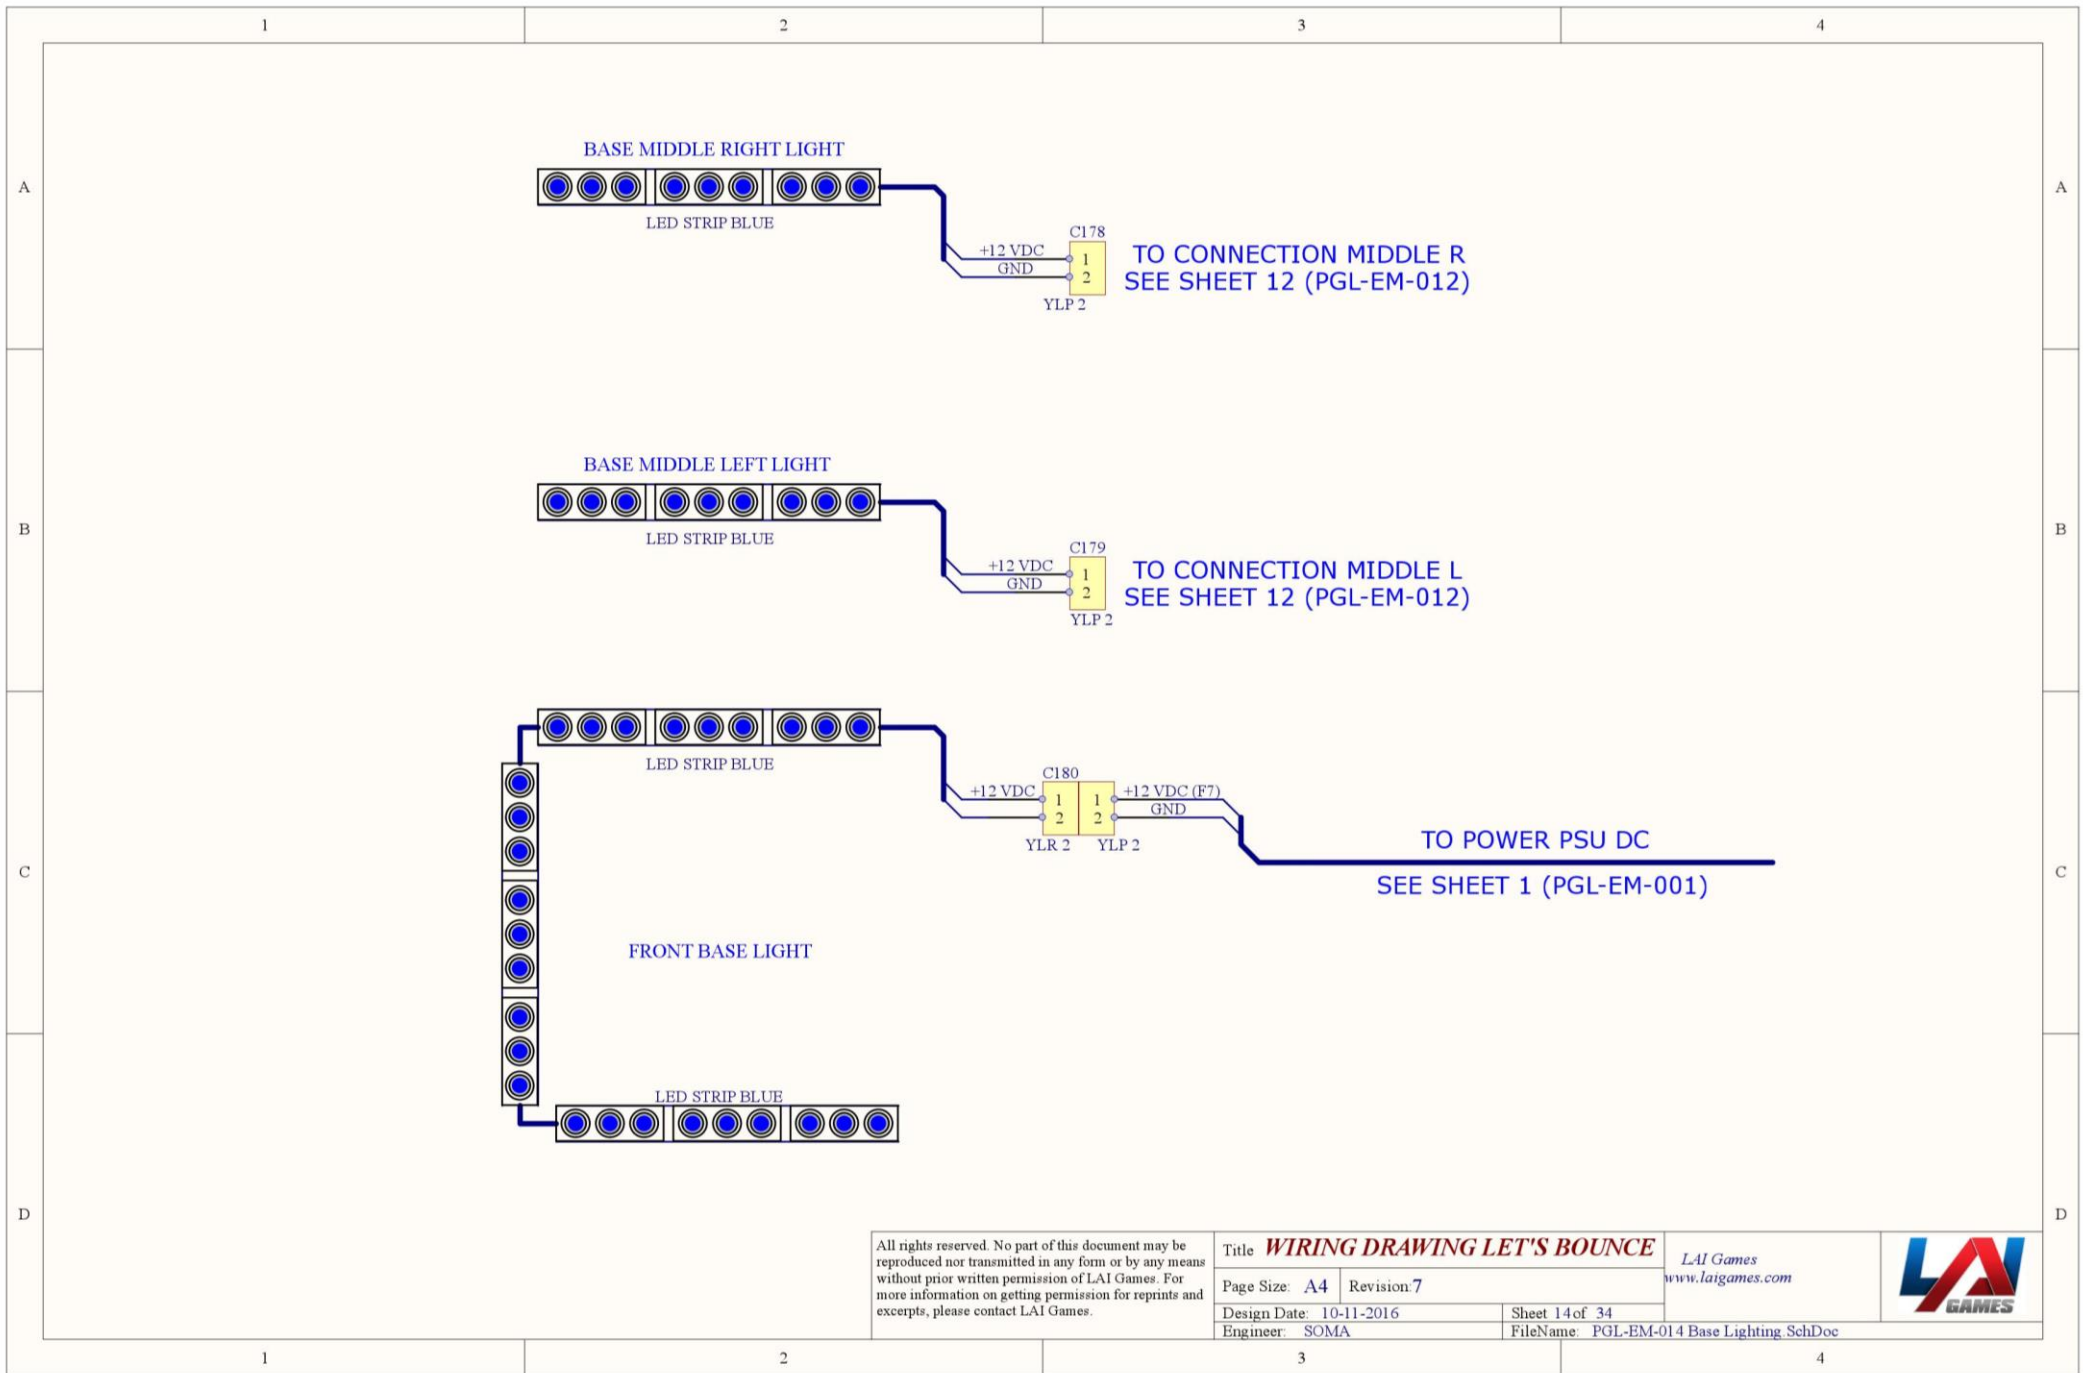 1 2 3 4
A A
BASE MIDDLE RIGHT LIGHT
LED STRIP BLUE
C178
+12 VDC 1
GND 2
YLP 2
TO CONNECTION MIDDLE R
SEE SHEET 12 (PGL-EM-012)
B B
BASE MIDDLE LEFT LIGHT
LED STRIP BLUE
C179
+12 VDC 1
GND 2
YLP 2
TO CONNECTION MIDDLE L
SEE SHEET 12 (PGL-EM-012)
C C
LED STRIP BLUE
C180
+12 VDC 1 1 +12 VDC (F7)
2 2 GND
YLR 2 YLP 2
TO POWER PSU DC
SEE SHEET 1 (PGL-EM-001)
FRONT BASE LIGHT
LED STRIP BLUE
D D
All rights reserved. No part of this document may be
reproduced nor transmitted in any form or by any means
without prior written permission of LAI Games. For
more information on getting permission for reprints and
excerpts, please contact LAI Games.
Title WIRING DRAWING LET'S BOUNCE
Page Size: A4 Revision:7
Design Date: 10-11-2016 Sheet 14of 34
Engineer: SOMA FileName: PGL-EM-014 Base Lighting.SchDoc
LAI Games
www.laigames.com
LAI
GAMES
1 2 3 4